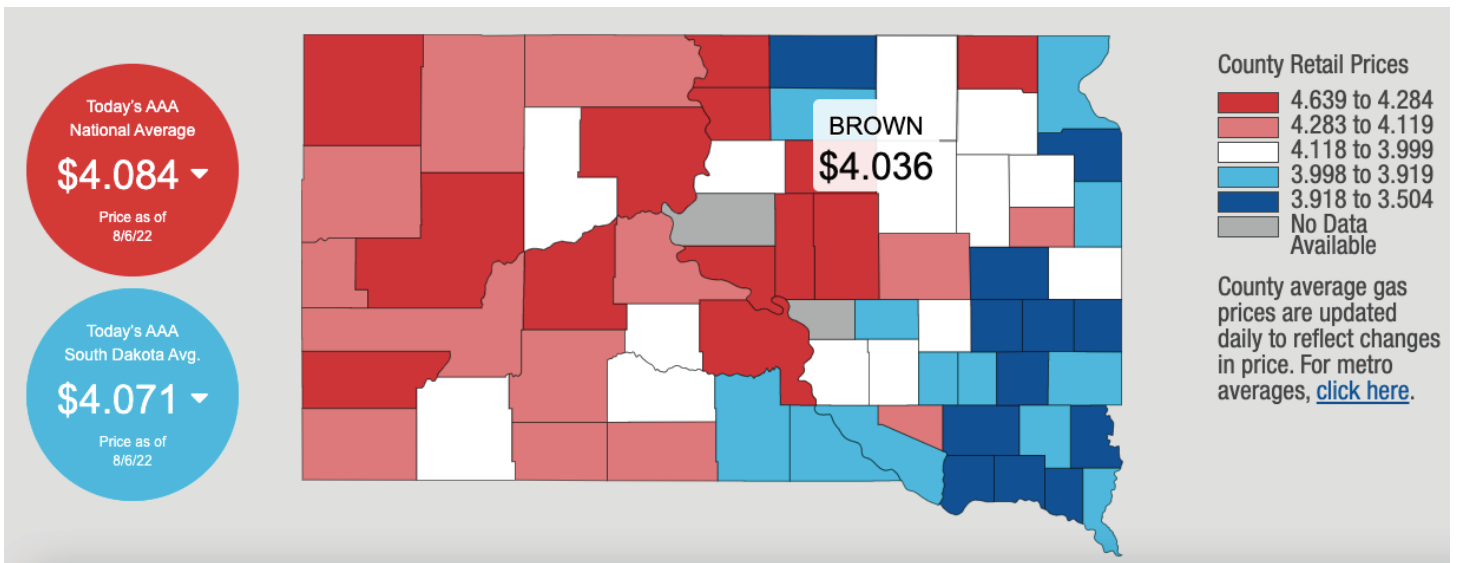 Today's AAA
National Average
$4.084
Price as of
8/6/22
Today's AAA
South Dakota Avg.
$4.071
Price as of
8/6/22
BROWN
$4.036
County Retail Prices
4.639 to 4.284
4.283 to 4.119
4.118 to 3.999
3.998 to 3.919
3.918 to 3.504
No Data
Available
County average gas
prices are updated
daily to reflect changes
in price. For metro
averages, click here.